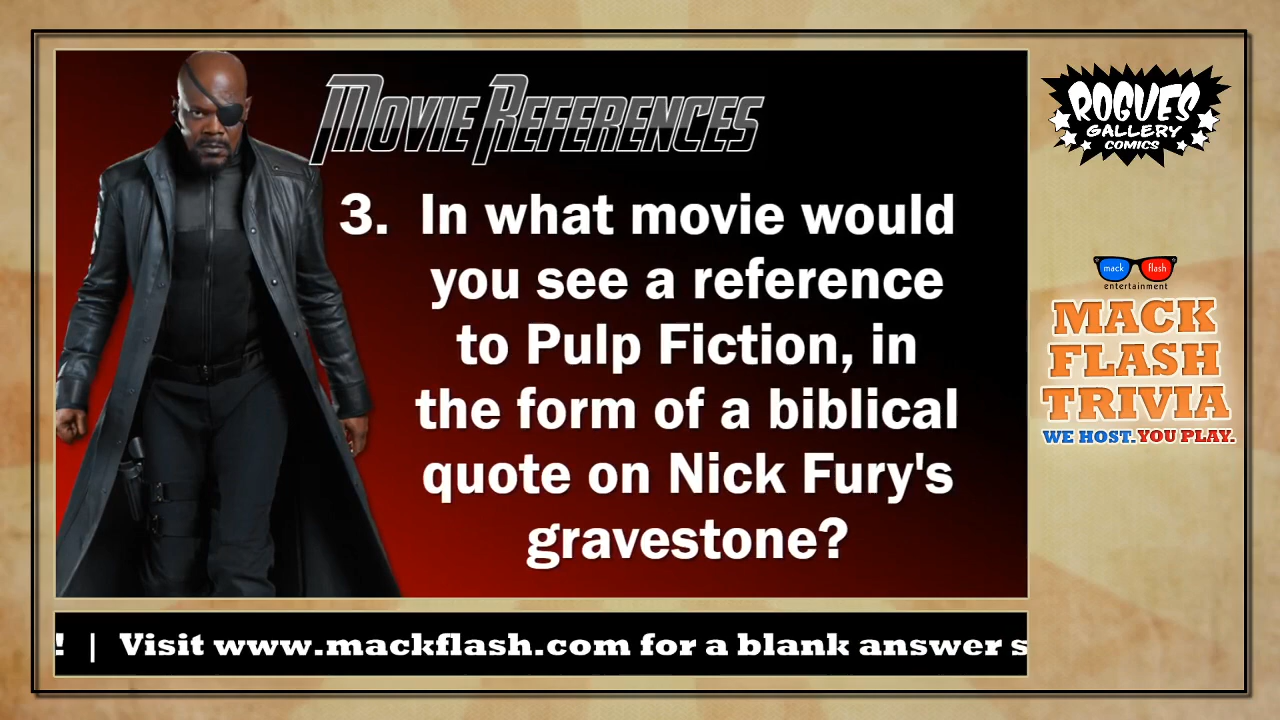 MOVIE REFERENCES
3. In what movie would
you see a reference
to Pulp Fiction, in
the form of a biblical
quote on Nick Fury's
gravestone?
! | Visit www.mackflash.com for a blank answer s
ROGUES
GALLERY
COMICS
mack flash
entertainment
MACK
FLASH
TRIVIA
WE HOST. YOU PLAY.